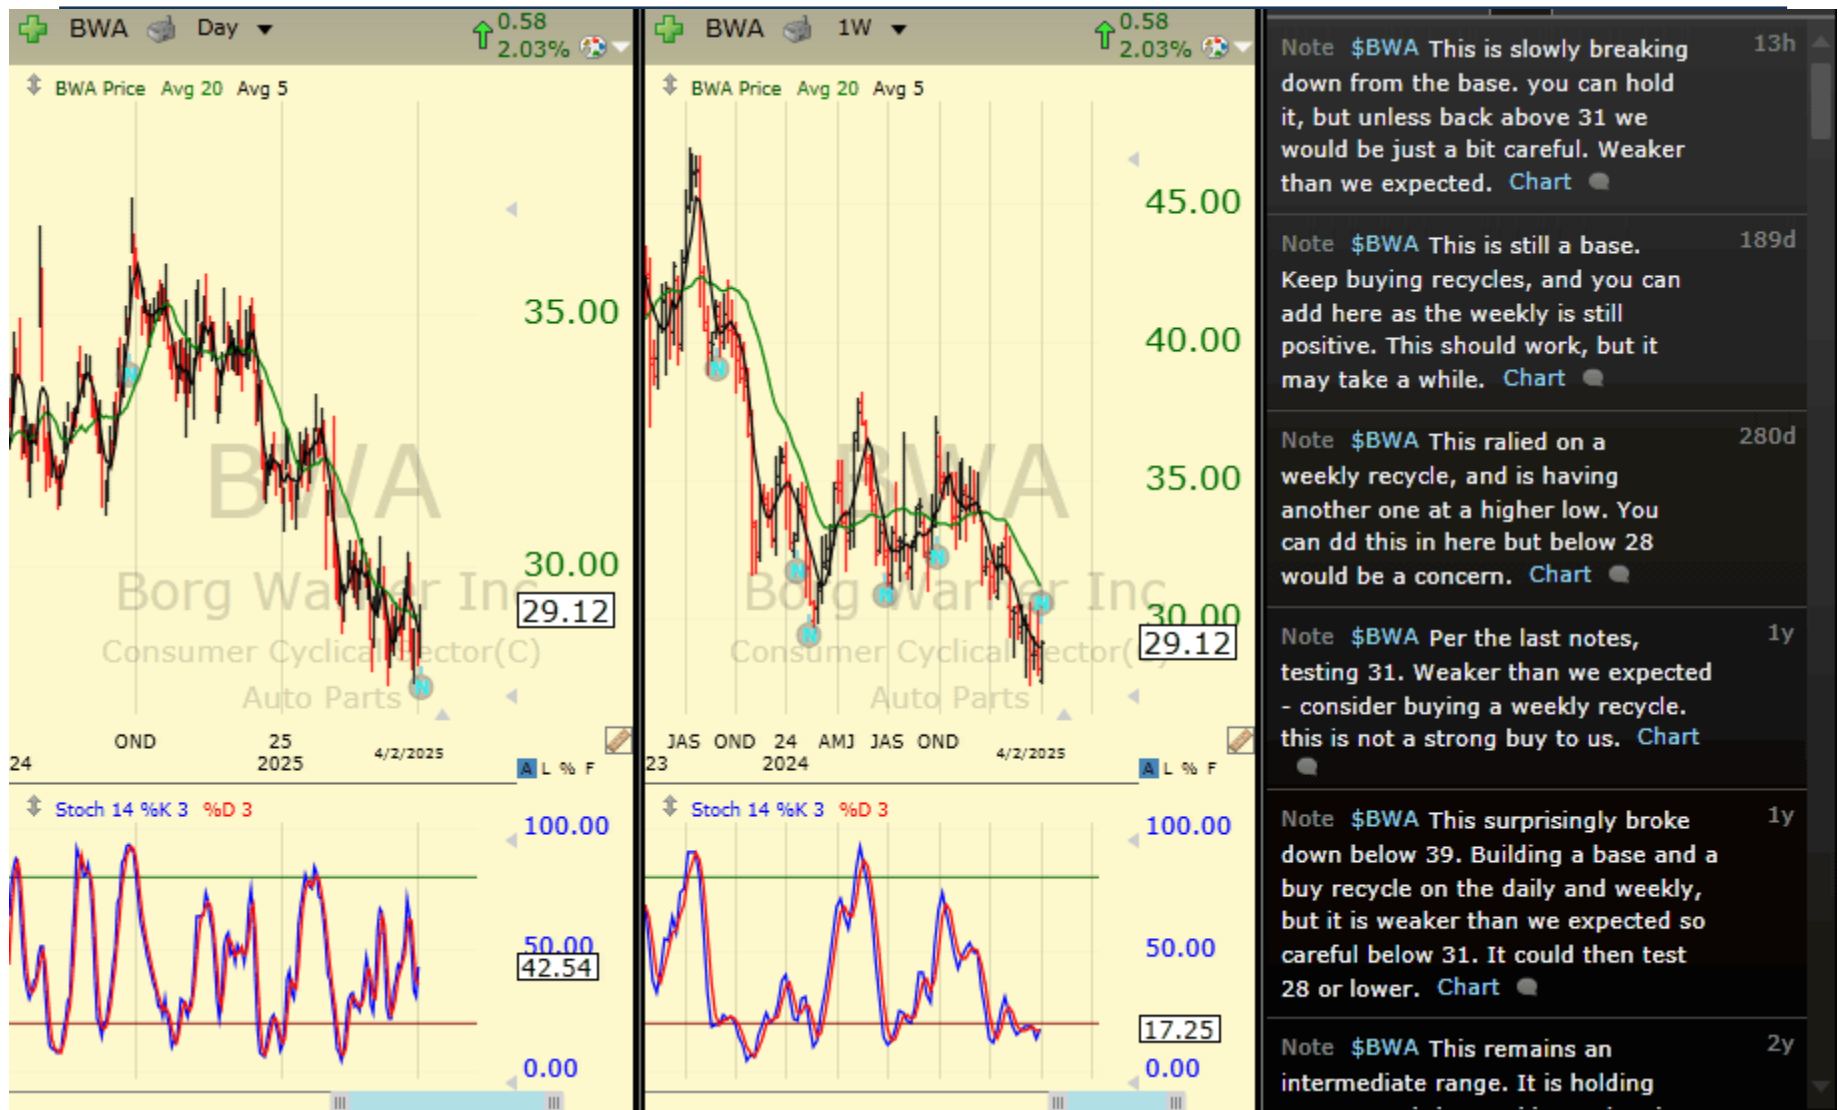 BWA Day
0.58
2.03%
BWA Price Avg 20 Avg 5
35.00
30.00
29.12
BWA
Borg Warner Inc
Consumer Cyclical Sector(C)
Auto Parts
OND 25
24 2025 4/2/2025
A L % F
Stoch 14 %K 3 %D 3
100.00
50.00
42.54
0.00
BWA 1W
0.58
2.03%
BWA Price Avg 20 Avg 5
45.00
40.00
35.00
30.00
29.12
BWA
Borg Warner Inc
Consumer Cyclical Sector(C)
Auto Parts
JAS OND 24 AMJ JAS OND
23 2024 4/2/2025
A L % F
Stoch 14 %K 3 %D 3
100.00
50.00
17.25
0.00
Note $BWA This is slowly breaking 13h
down from the base. you can hold
it, but unless back above 31 we
would be just a bit careful. Weaker
than we expected. Chart
Note $BWA This is still a base. 189d
Keep buying recycles, and you can
add here as the weekly is still
positive. This should work, but it
may take a while. Chart
Note $BWA This ralied on a 280d
weekly recycle, and is having
another one at a higher low. You
can dd this in here but below 28
would be a concern. Chart
Note $BWA Per the last notes, 1y
testing 31. Weaker than we expected
- consider buying a weekly recycle.
this is not a strong buy to us. Chart
Note $BWA This surprisingly broke 1y
down below 39. Building a base and a
buy recycle on the daily and weekly,
but it is weaker than we expected so
careful below 31. It could then test
28 or lower. Chart
Note $BWA This remains an 2y
intermediate range. It is holding